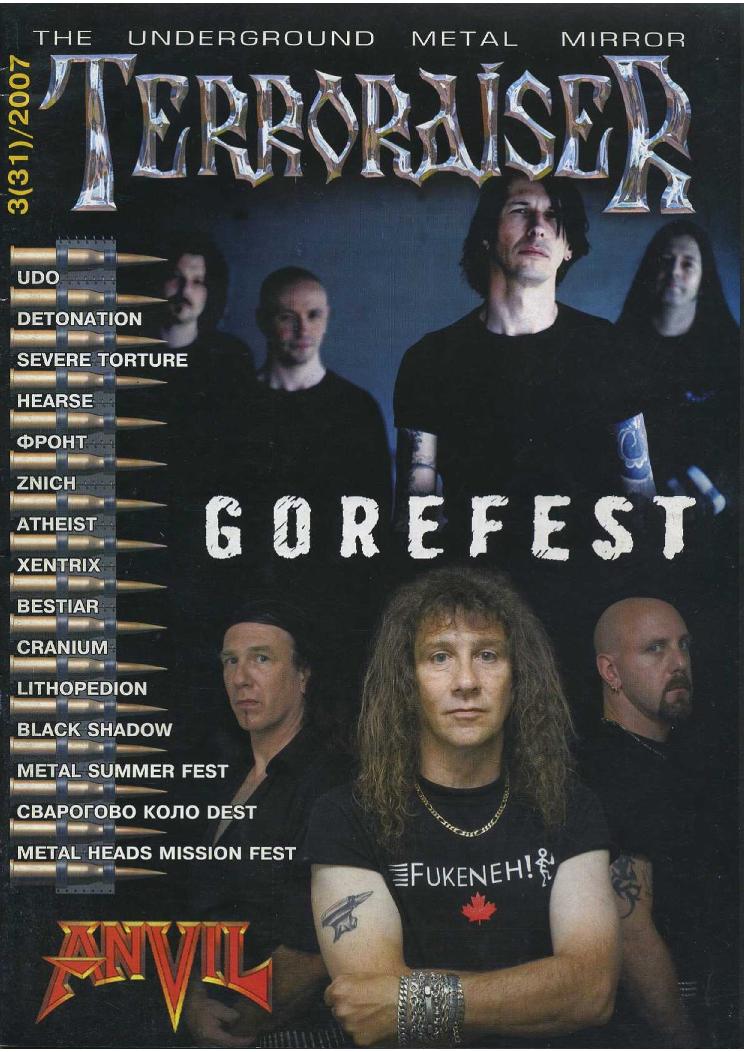 THE UNDERGROUND METAL MIRROR
TERRORAISER
3(31)/2007
UDO
DETONATION
SEVERE TORTURE
HEARSE
ФРОНТ
ZNICH
ATHEIST
XENTRIX
BESTIAR
CRANIUM
LITHOPEDION
BLACK SHADOW
METAL SUMMER FEST
СВАРОГОВО КОЛО DEST
METAL HEADS MISSION FEST
GOREFEST
FUKENEH!
ANVIL